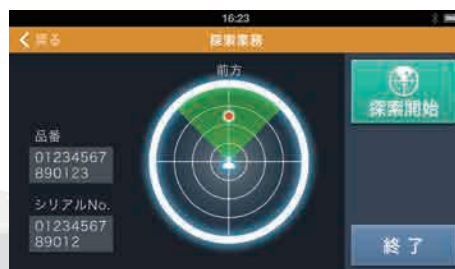 16:23
戻る
探索業務
前方
探索開始
品番
01234567
890123
シリアルNo.
01234567
89012
終了